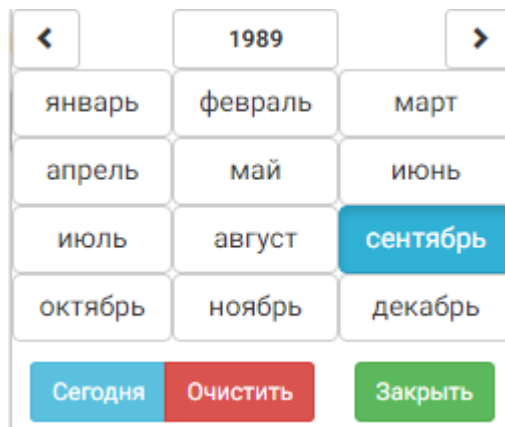 1989
январь февраль март
апрель май июнь
июль август сентябрь
октябрь ноябрь декабрь
Сегодня Очистить Закрыть